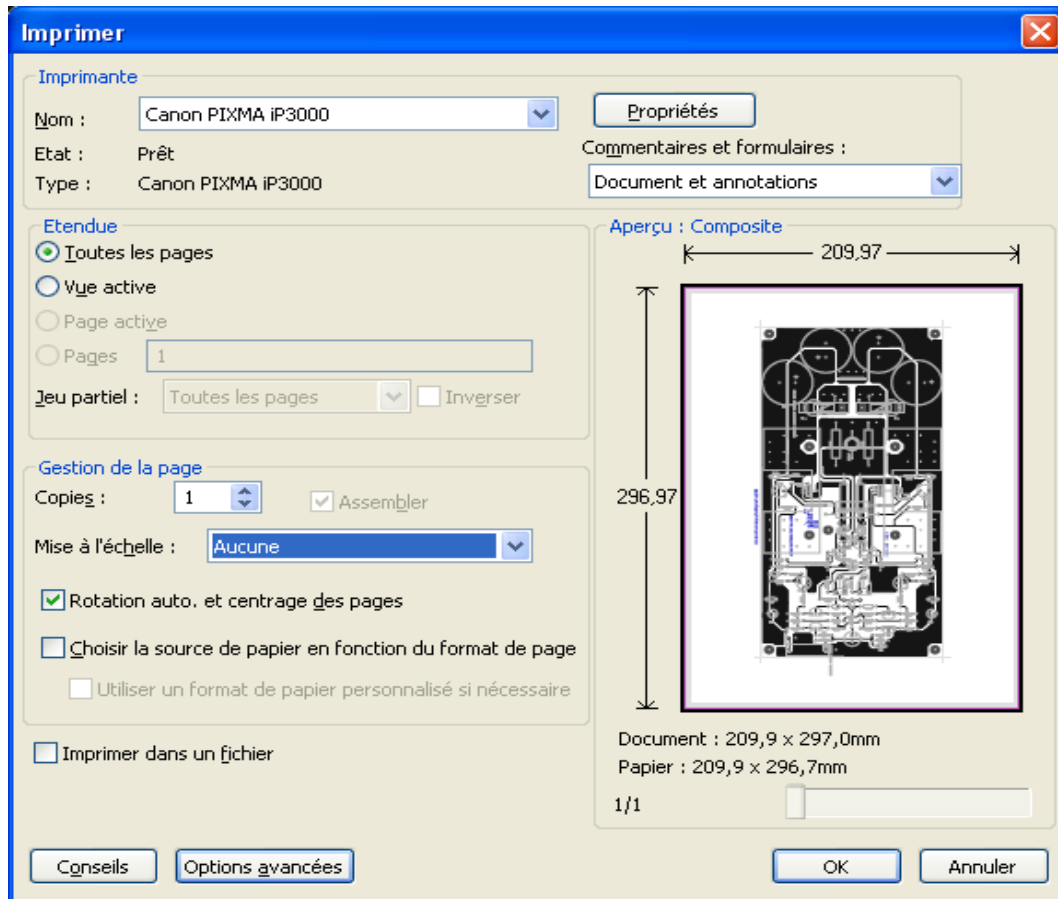 Imprimer
Imprimante
Nom :
Canon PIXMA iP3000
Propriétés
Etat :
Prêt
Commentaires et formulaires :
Type :
Canon PIXMA iP3000
Document et annotations
Etendue
Toutes les pages
Vue active
Page active
Pages
1
Jeu partiel :
Toutes les pages
Inverser
Gestion de la page
Copies :
1
Assembler
Mise à l'échelle :
Aucune
Rotation auto. et centrage des pages
Choisir la source de papier en fonction du format de page
Utiliser un format de papier personnalisé si nécessaire
Imprimer dans un fichier
Aperçu : Composite
209,97
296,97
Document : 209,9 x 297,0mm
Papier : 209,9 x 296,7mm
1/1
Conseils
Options avancées
OK
Annuler